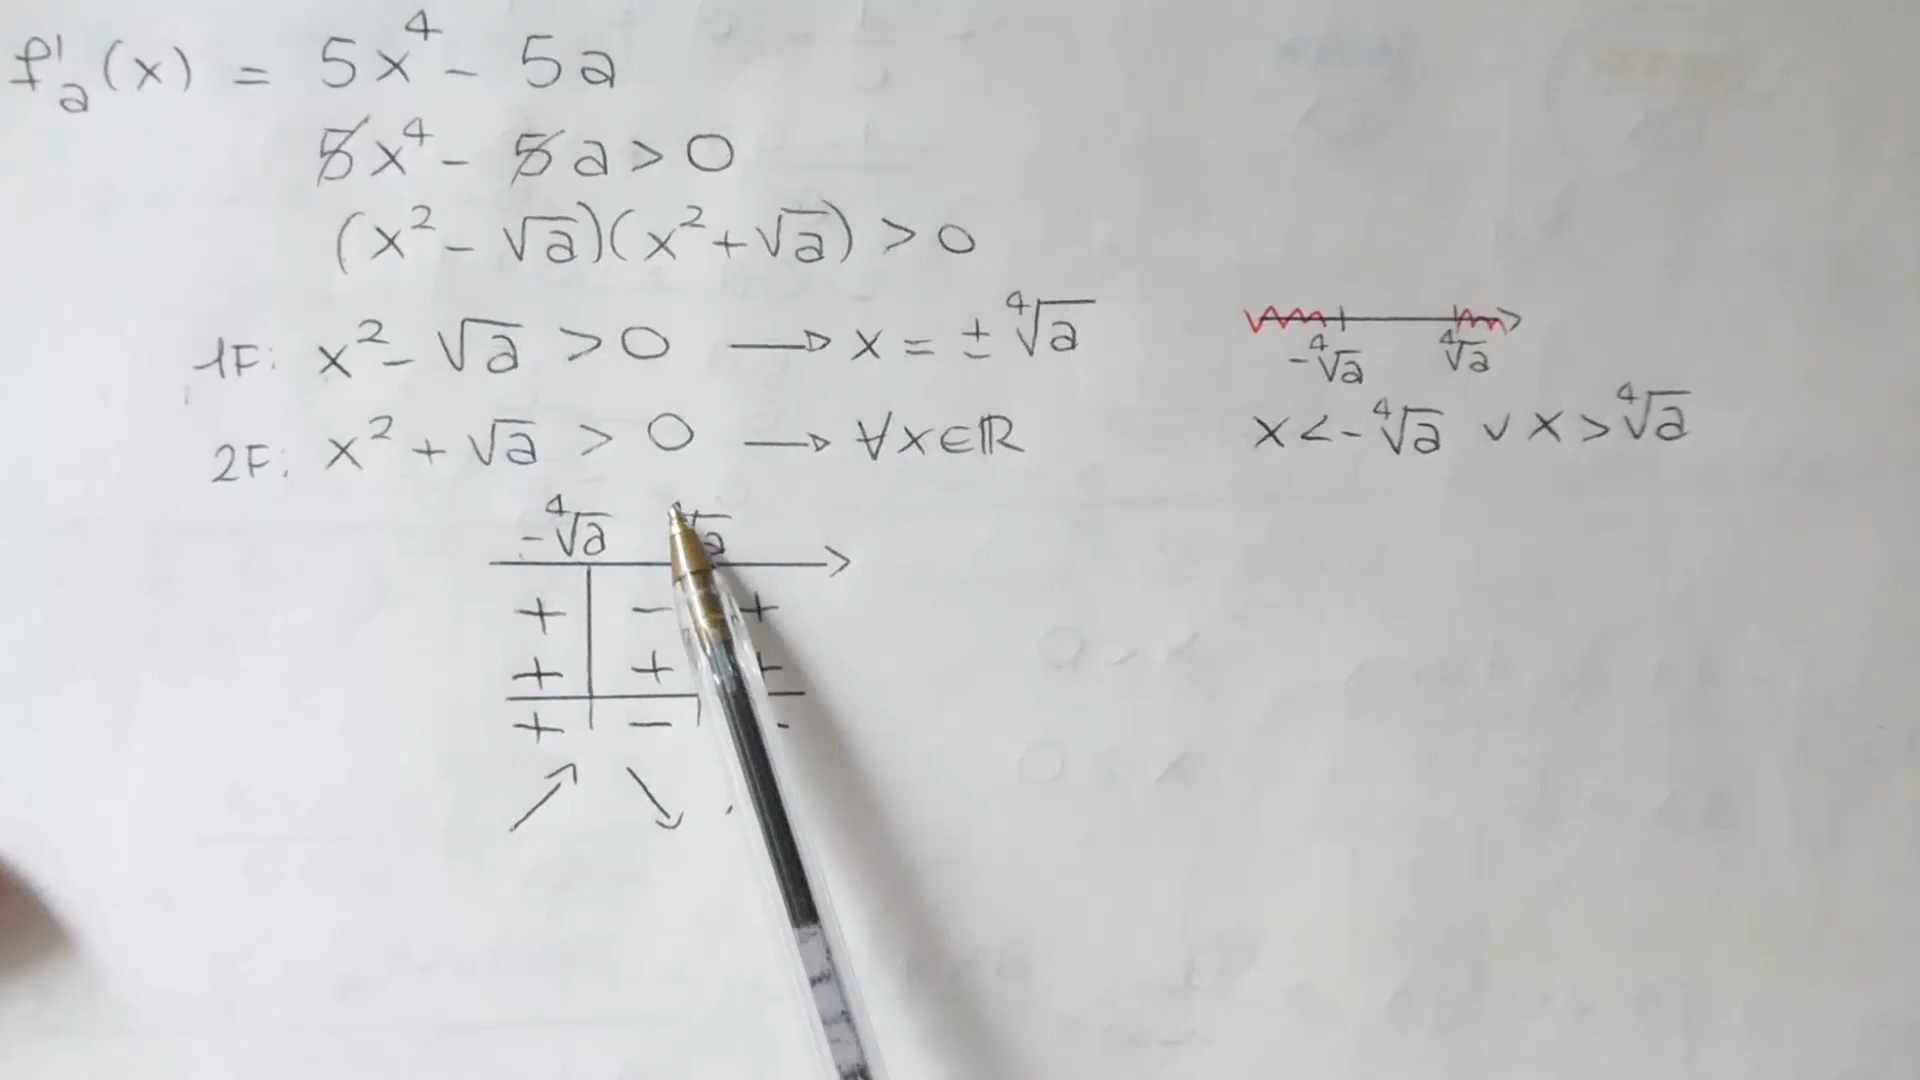 f'ₐ(x) = 5x⁴ - 5a
5x⁴ - 5a > 0
(x² - √a)(x² + √a) > 0
1F: x² - √a > 0 → x = ± ⁴√a
2F: x² + √a > 0 → ∀x∈ℝ
-⁴√a ⁴√a
x < -⁴√a ∨ x > ⁴√a
-⁴√a √a
+ - +
+ + +
+ -